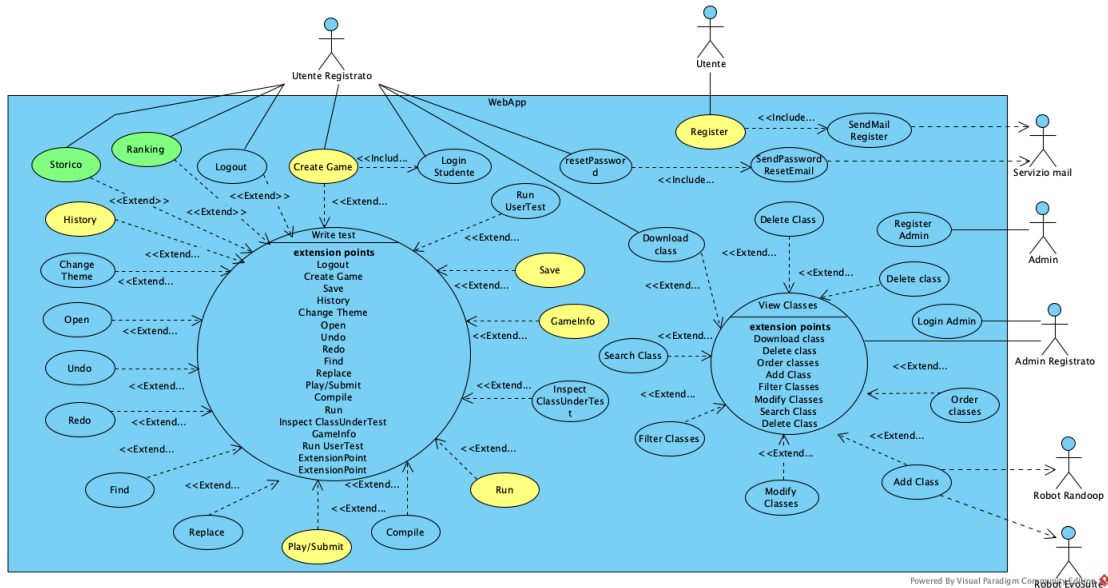 Utente Registrato
Utente
WebApp
Register
<<Include...
SendMail
Register
Servizio mail
Storico
Ranking
Logout
Create Game
<<Includ...
Login
Studente
resetPasswor
d
<<Include...
SendPassword
ResetEmail
<<Extend>>
<<Extend>>
<<Extend>>
<<Extend...
History
<<Extend...
Change
Theme
<<Extend...
Open
<<Extend...
Undo
<<Extend...
Redo
<<Extend...
Find
<<Extend...
Replace
<<Extend...
Play/Submit
<<Extend...
Compile
<<Extend...
Run
<<Extend...
Inspect
ClassUnderTes
t
<<Extend...
GameInfo
<<Extend...
Save
<<Extend...
Run
UserTest
<<Extend...
Write test
extension points
Logout
Create Game
Save
History
Change Theme
Open
Undo
Redo
Find
Replace
Play/Submit
Compile
Run
Inspect ClassUnderTest
GameInfo
Run UserTest
ExtensionPoint
ExtensionPoint
Download
class
<<Extend...
Delete Class
<<Extend...
Register
Admin
Admin
Delete class
<<Extend...
Login Admin
Admin Registrato
Search Class
<<Extend...
Filter Classes
<<Extend...
Modify
Classes
<<Extend...
Add Class
<<Extend...
Order
classes
<<Extend...
View Classes
extension points
Download class
Delete class
Order classes
Add Class
Filter Classes
Modify Classes
Search Class
Delete Class
Robot Randoop
Robot EvoSuite
Powered By Visual Paradigm Community Edition